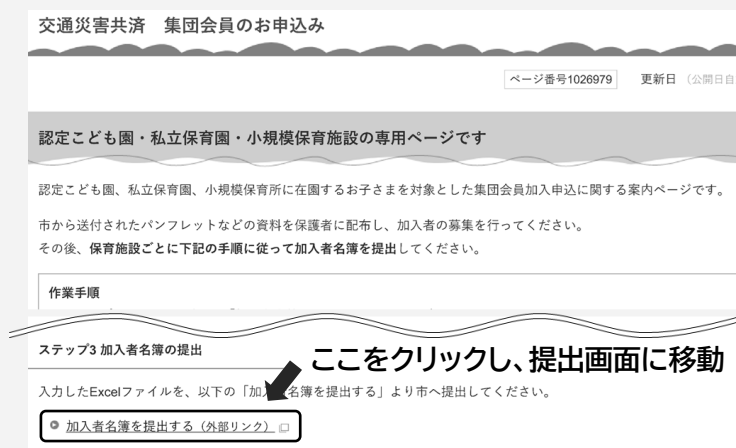 交通災害共済　集団会員のお申込み
ページ番号1026979　更新日　（公開日自
認定こども園・私立保育園・小規模保育施設の専用ページです
認定こども園、私立保育園、小規模保育所に在園するお子さまを対象とした集団会員加入申込に関する案内ページです。
市から送付されたパンフレットなどの資料を保護者に配布し、加入者の募集を行ってください。
その後、保育施設ごとに下記の手順に従って加入者名簿を提出してください。
作業手順
ステップ3 加入者名簿の提出
ここをクリックし、提出画面に移動
入力したExcelファイルを、以下の「加入者名簿を提出する」より市へ提出してください。
加入者名簿を提出する（外部リンク）